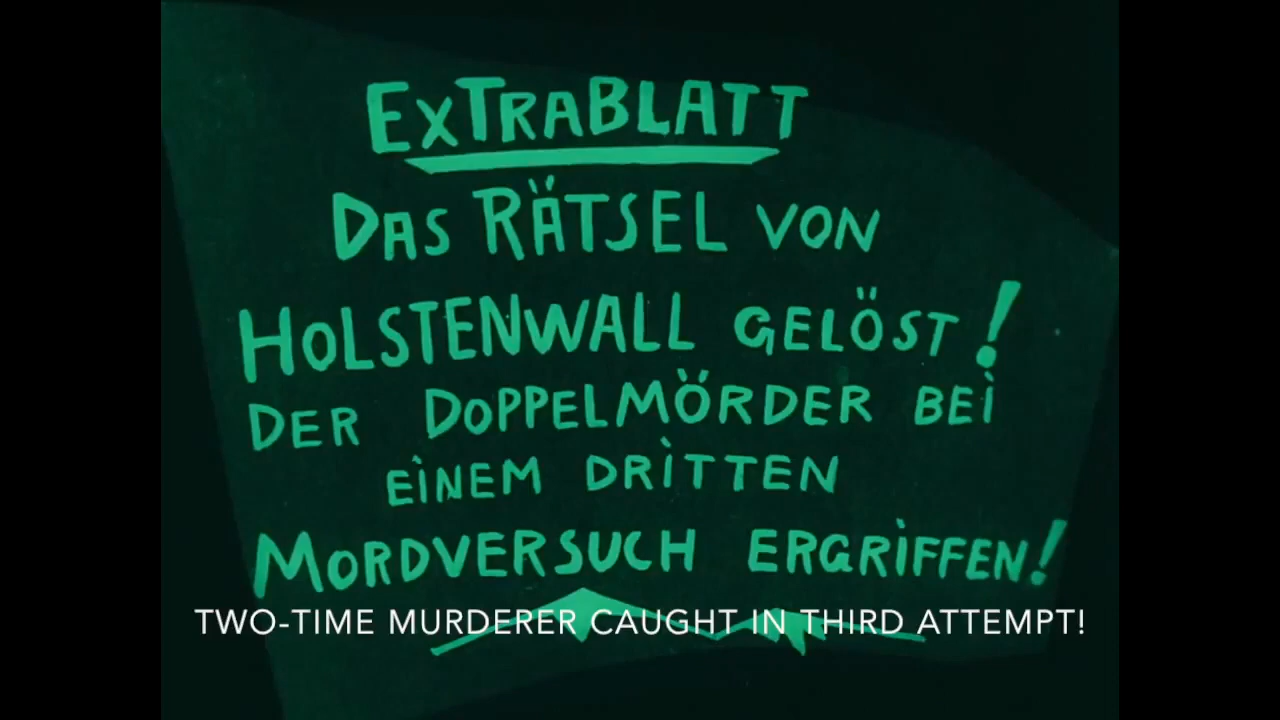 EXTRABLATT
DAS RÄTSEL VON
HOLSTENWALL GELÖST!
DER DOPPELMÖRDER BEI
EINEM DRITTEN
MORDVERSUCH ERGRIFFEN!
TWO-TIME MURDERER CAUGHT IN THIRD ATTEMPT!